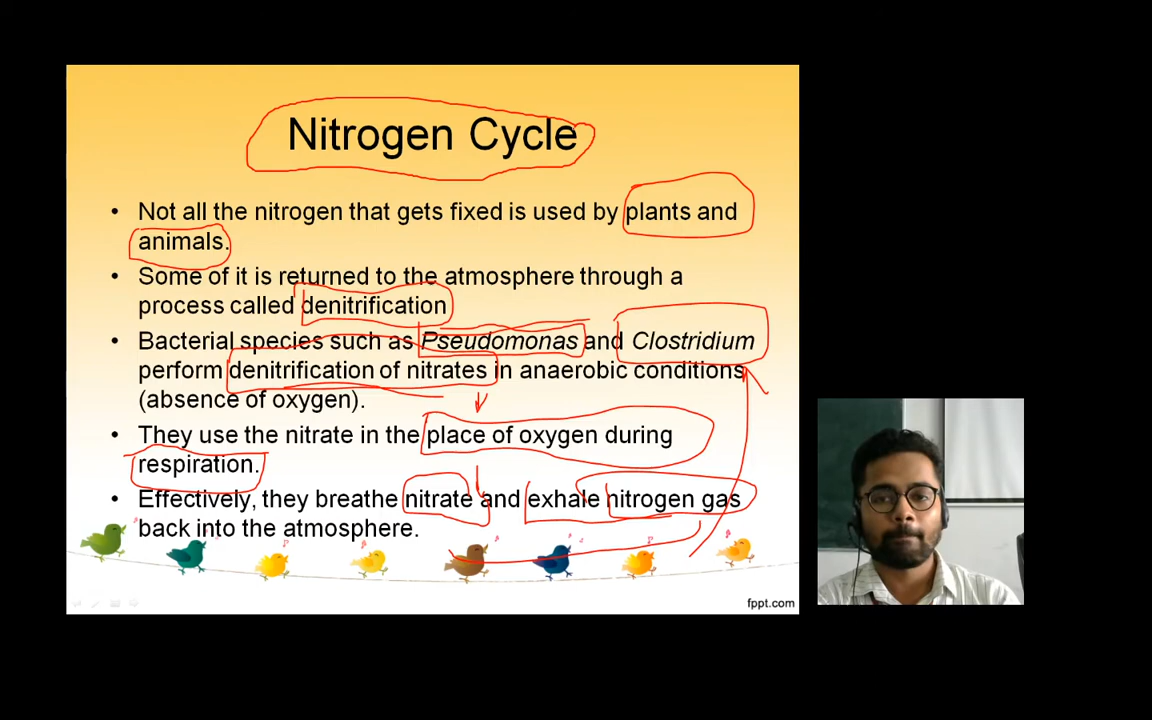 Nitrogen Cycle
• Not all the nitrogen that gets fixed is used by plants and
animals.
• Some of it is returned to the atmosphere through a
process called denitrification
• Bacterial species such as Pseudomonas and Clostridium
perform denitrification of nitrates in anaerobic conditions
(absence of oxygen).
• They use the nitrate in the place of oxygen during
respiration.
• Effectively, they breathe nitrate and exhale nitrogen gas
back into the atmosphere.
fppt.com